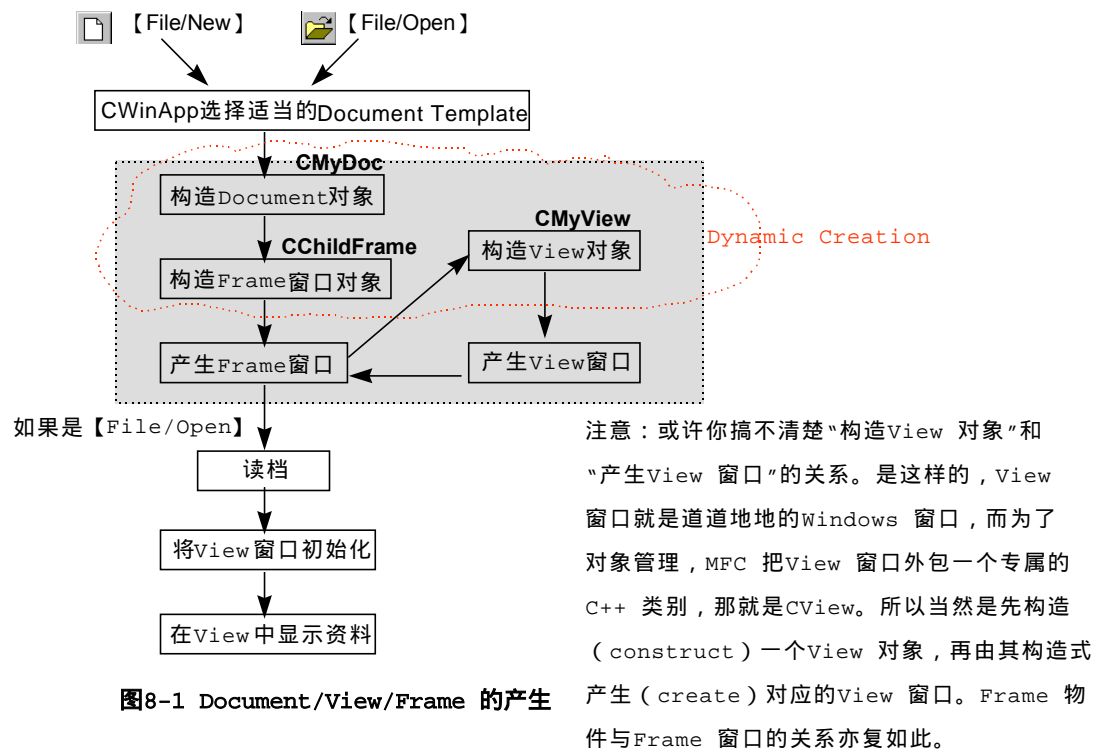 【File/New】
【File/Open】
CWinApp选择适当的Document Template
CMyDoc
构造Document对象
CMyView
构造View对象
Dynamic Creation
CChildFrame
构造Frame窗口对象
产生Frame窗口
产生View窗口
如果是【File/Open】
读档
将View窗口初始化
在View中显示资料
图8-1 Document/View/Frame 的产生
注意：或许你搞不清楚“构造View 对象”和
“产生View 窗口”的关系。是这样的，View
窗口就是道道地地的Windows 窗口，而为了
对象管理，MFC 把View 窗口外包一个专属的
C++ 类别，那就是CView。所以当然是先构造
（construct）一个View 对象，再由其构造式
产生（create）对应的View 窗口。Frame 物
件与Frame 窗口的关系亦复如此。